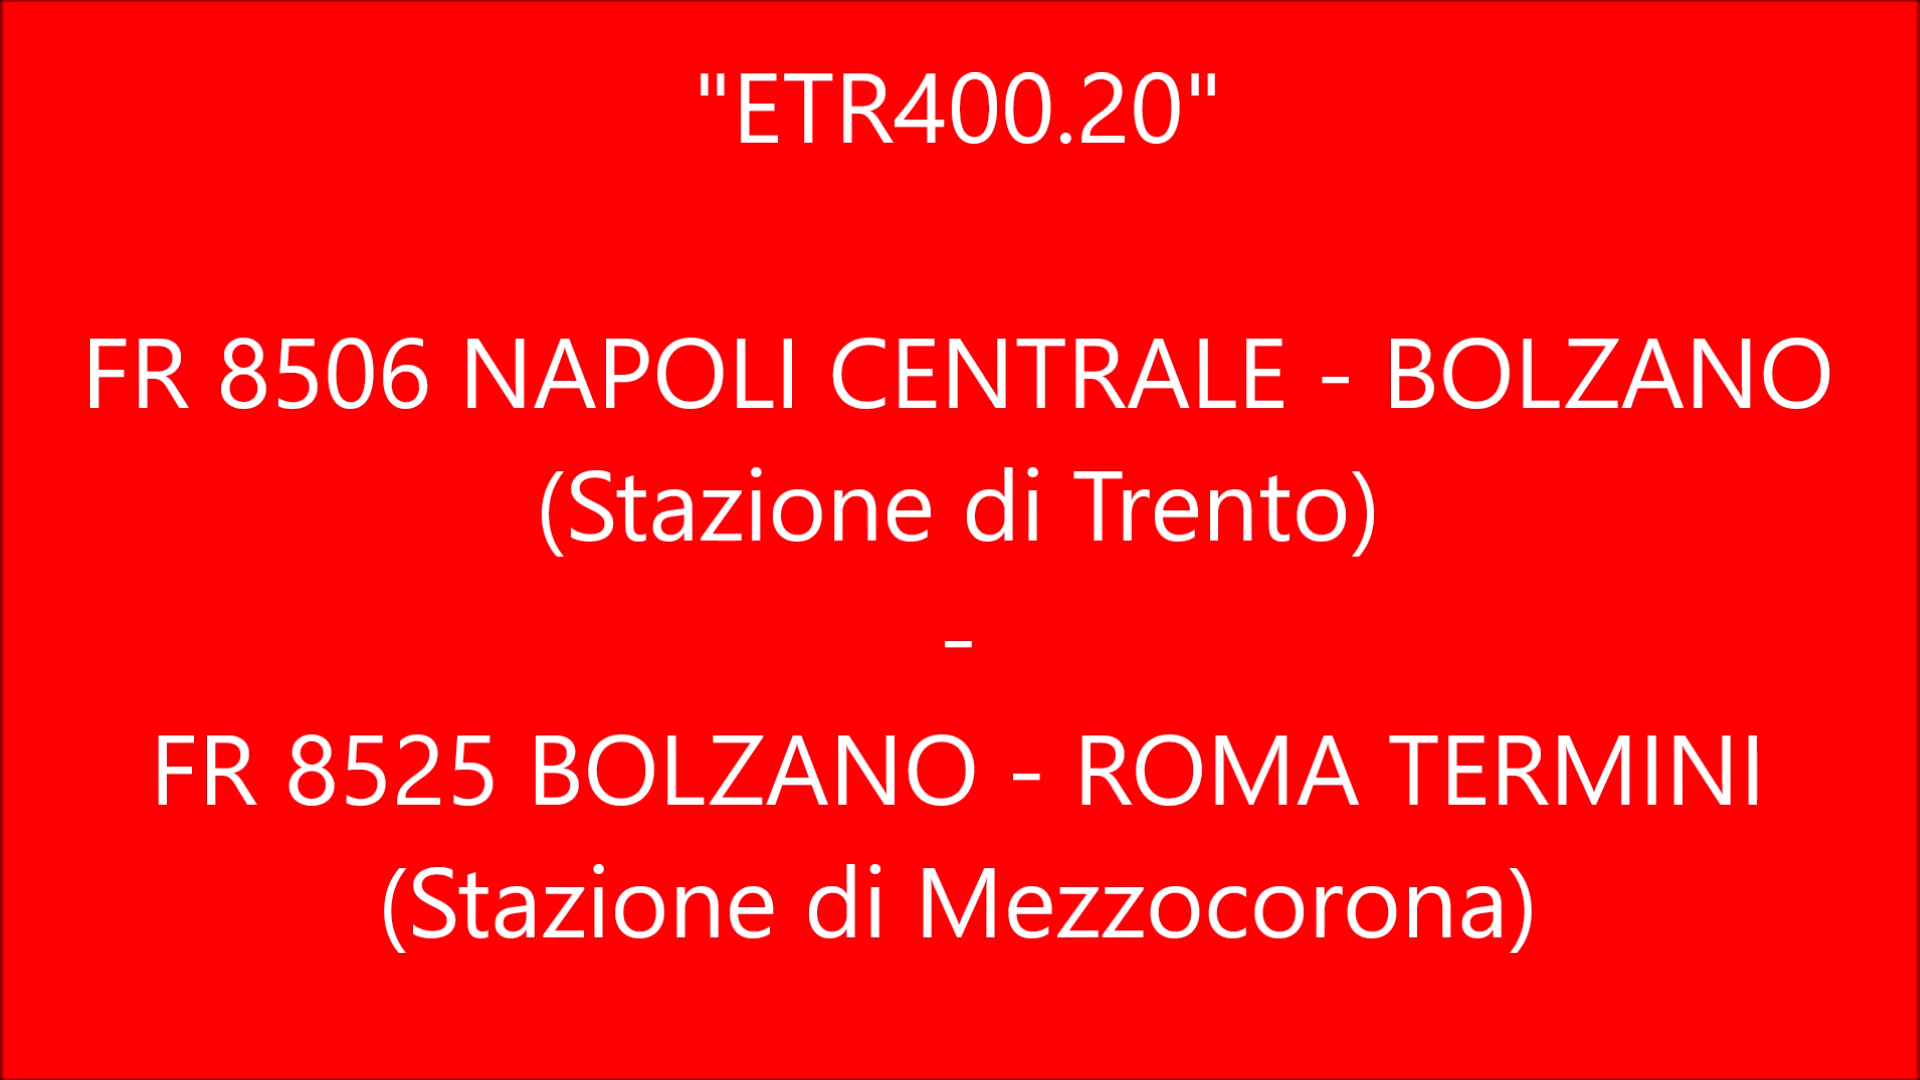 "ETR400.20"
FR 8506 NAPOLI CENTRALE - BOLZANO
(Stazione di Trento)
-
FR 8525 BOLZANO - ROMA TERMINI
(Stazione di Mezzocorona)